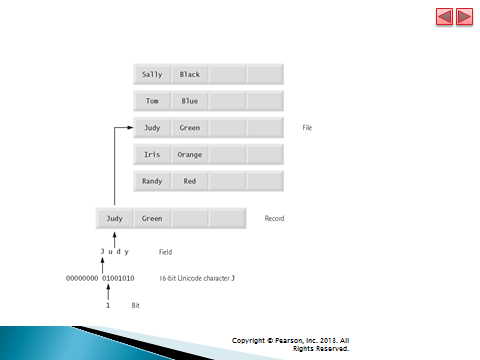 Sally Black
Tom Blue
Judy Green File
Iris Orange
Randy Red
Judy Green Record
J u d y Field
00000000 01001010 16-bit Unicode character J
1 Bit
Copyright © Pearson, Inc. 2013. All
Rights Reserved.